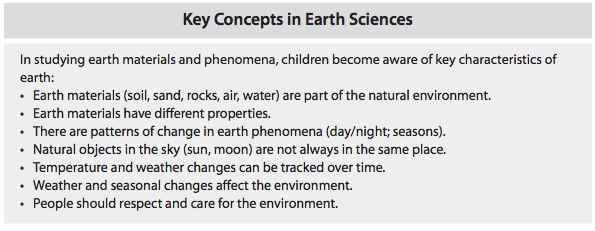 Key Concepts in Earth Sciences
In studying earth materials and phenomena, children become aware of key characteristics of
earth:
• Earth materials (soil, sand, rocks, air, water) are part of the natural environment.
• Earth materials have different properties.
• There are patterns of change in earth phenomena (day/night; seasons).
• Natural objects in the sky (sun, moon) are not always in the same place.
• Temperature and weather changes can be tracked over time.
• Weather and seasonal changes affect the environment.
• People should respect and care for the environment.